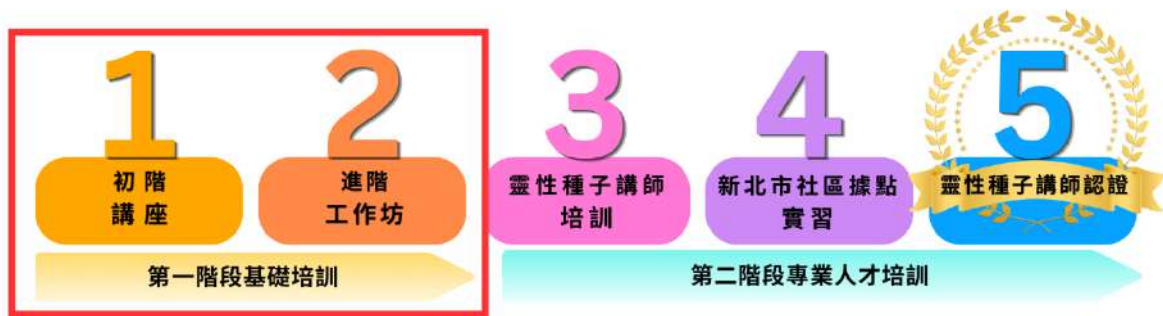 1
初階
講座
2
進階
工作坊
3
靈性種子講師
培訓
4
新北市社區據點
實習
5
靈性種子講師認證
第一階段基礎培訓
第二階段專業人才培訓